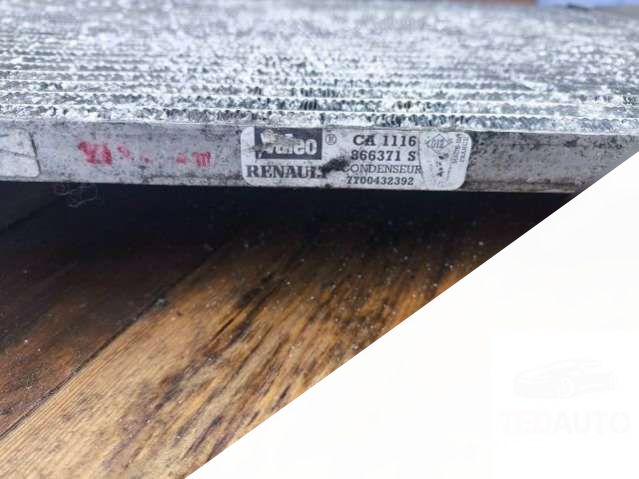 Valeo ® CA 1116
866371 S
RENAULT CONDENSEUR
7700432392
TEDAUTO